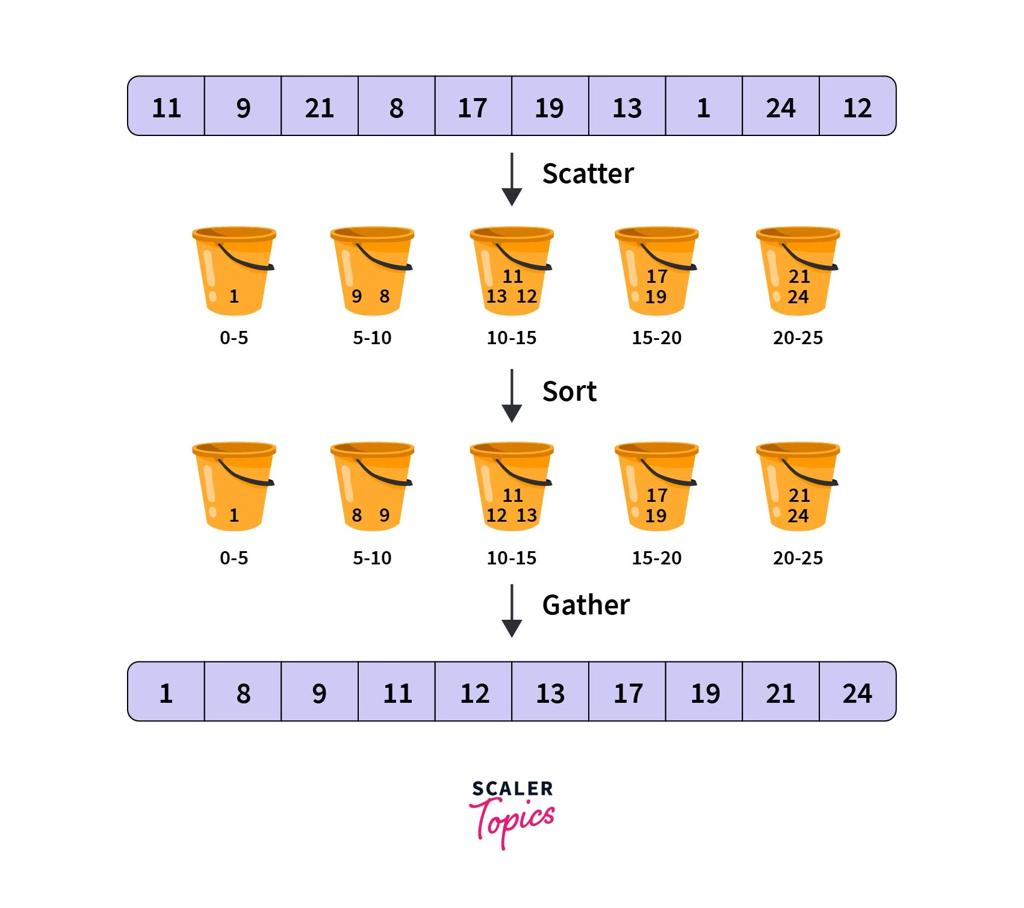 11 9 21 8 17 19 13 1 24 12
Scatter
1
9 8
11
13 12
17
19
21
24
0-5 5-10 10-15 15-20 20-25
Sort
1
8 9
11
12 13
17
19
21
24
0-5 5-10 10-15 15-20 20-25
Gather
1 8 9 11 12 13 17 19 21 24
SCALER
Topics